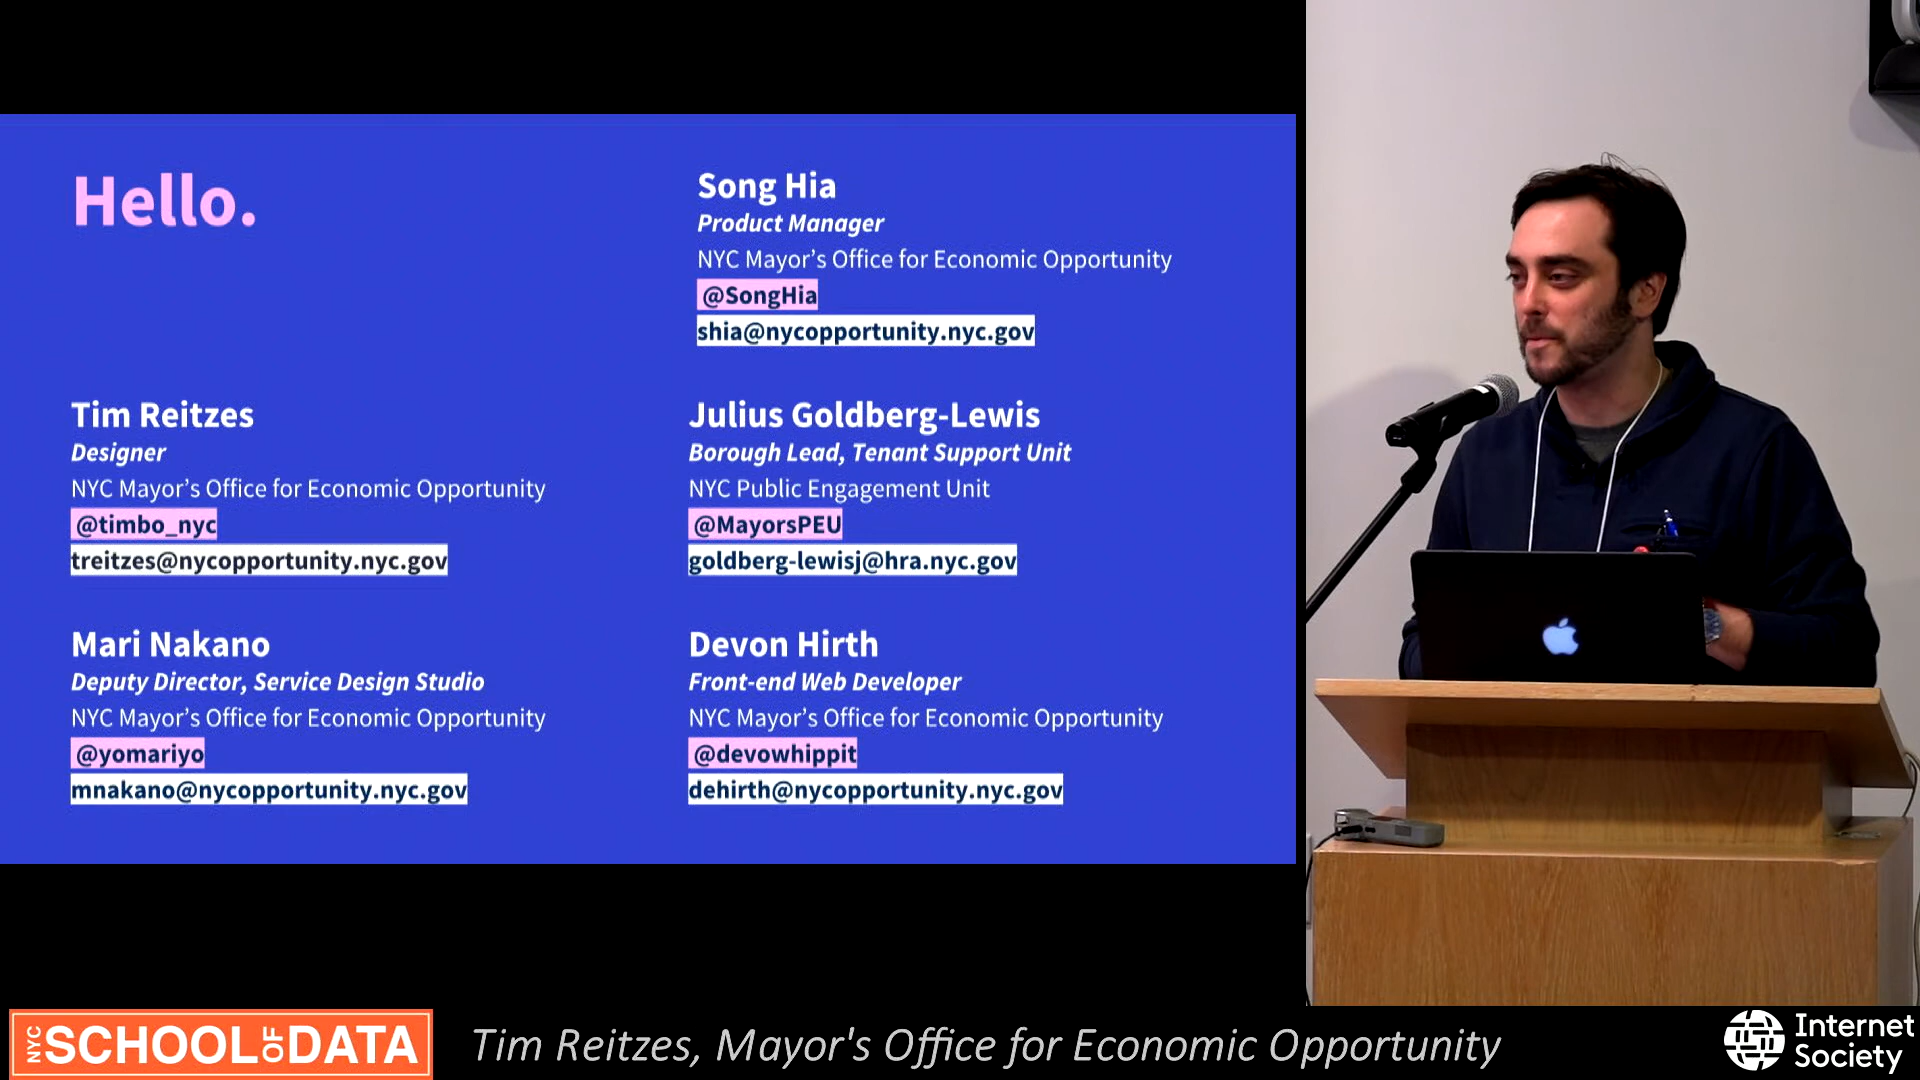 Hello.
Song Hia
Product Manager
NYC Mayor's Office for Economic Opportunity
@SongHia
shia@nycopportunity.nyc.gov
Tim Reitzes
Designer
NYC Mayor's Office for Economic Opportunity
@timbo_nyc
treitzes@nycopportunity.nyc.gov
Julius Goldberg-Lewis
Borough Lead, Tenant Support Unit
NYC Public Engagement Unit
@MayorsPEU
goldberg-lewisj@hra.nyc.gov
Mari Nakano
Deputy Director, Service Design Studio
NYC Mayor's Office for Economic Opportunity
@yomariyo
mnakano@nycopportunity.nyc.gov
Devon Hirth
Front-end Web Developer
NYC Mayor's Office for Economic Opportunity
@devowhippit
dehirth@nycopportunity.nyc.gov
NYC SCHOOL OF DATA
Tim Reitzes, Mayor's Office for Economic Opportunity
Internet
Society